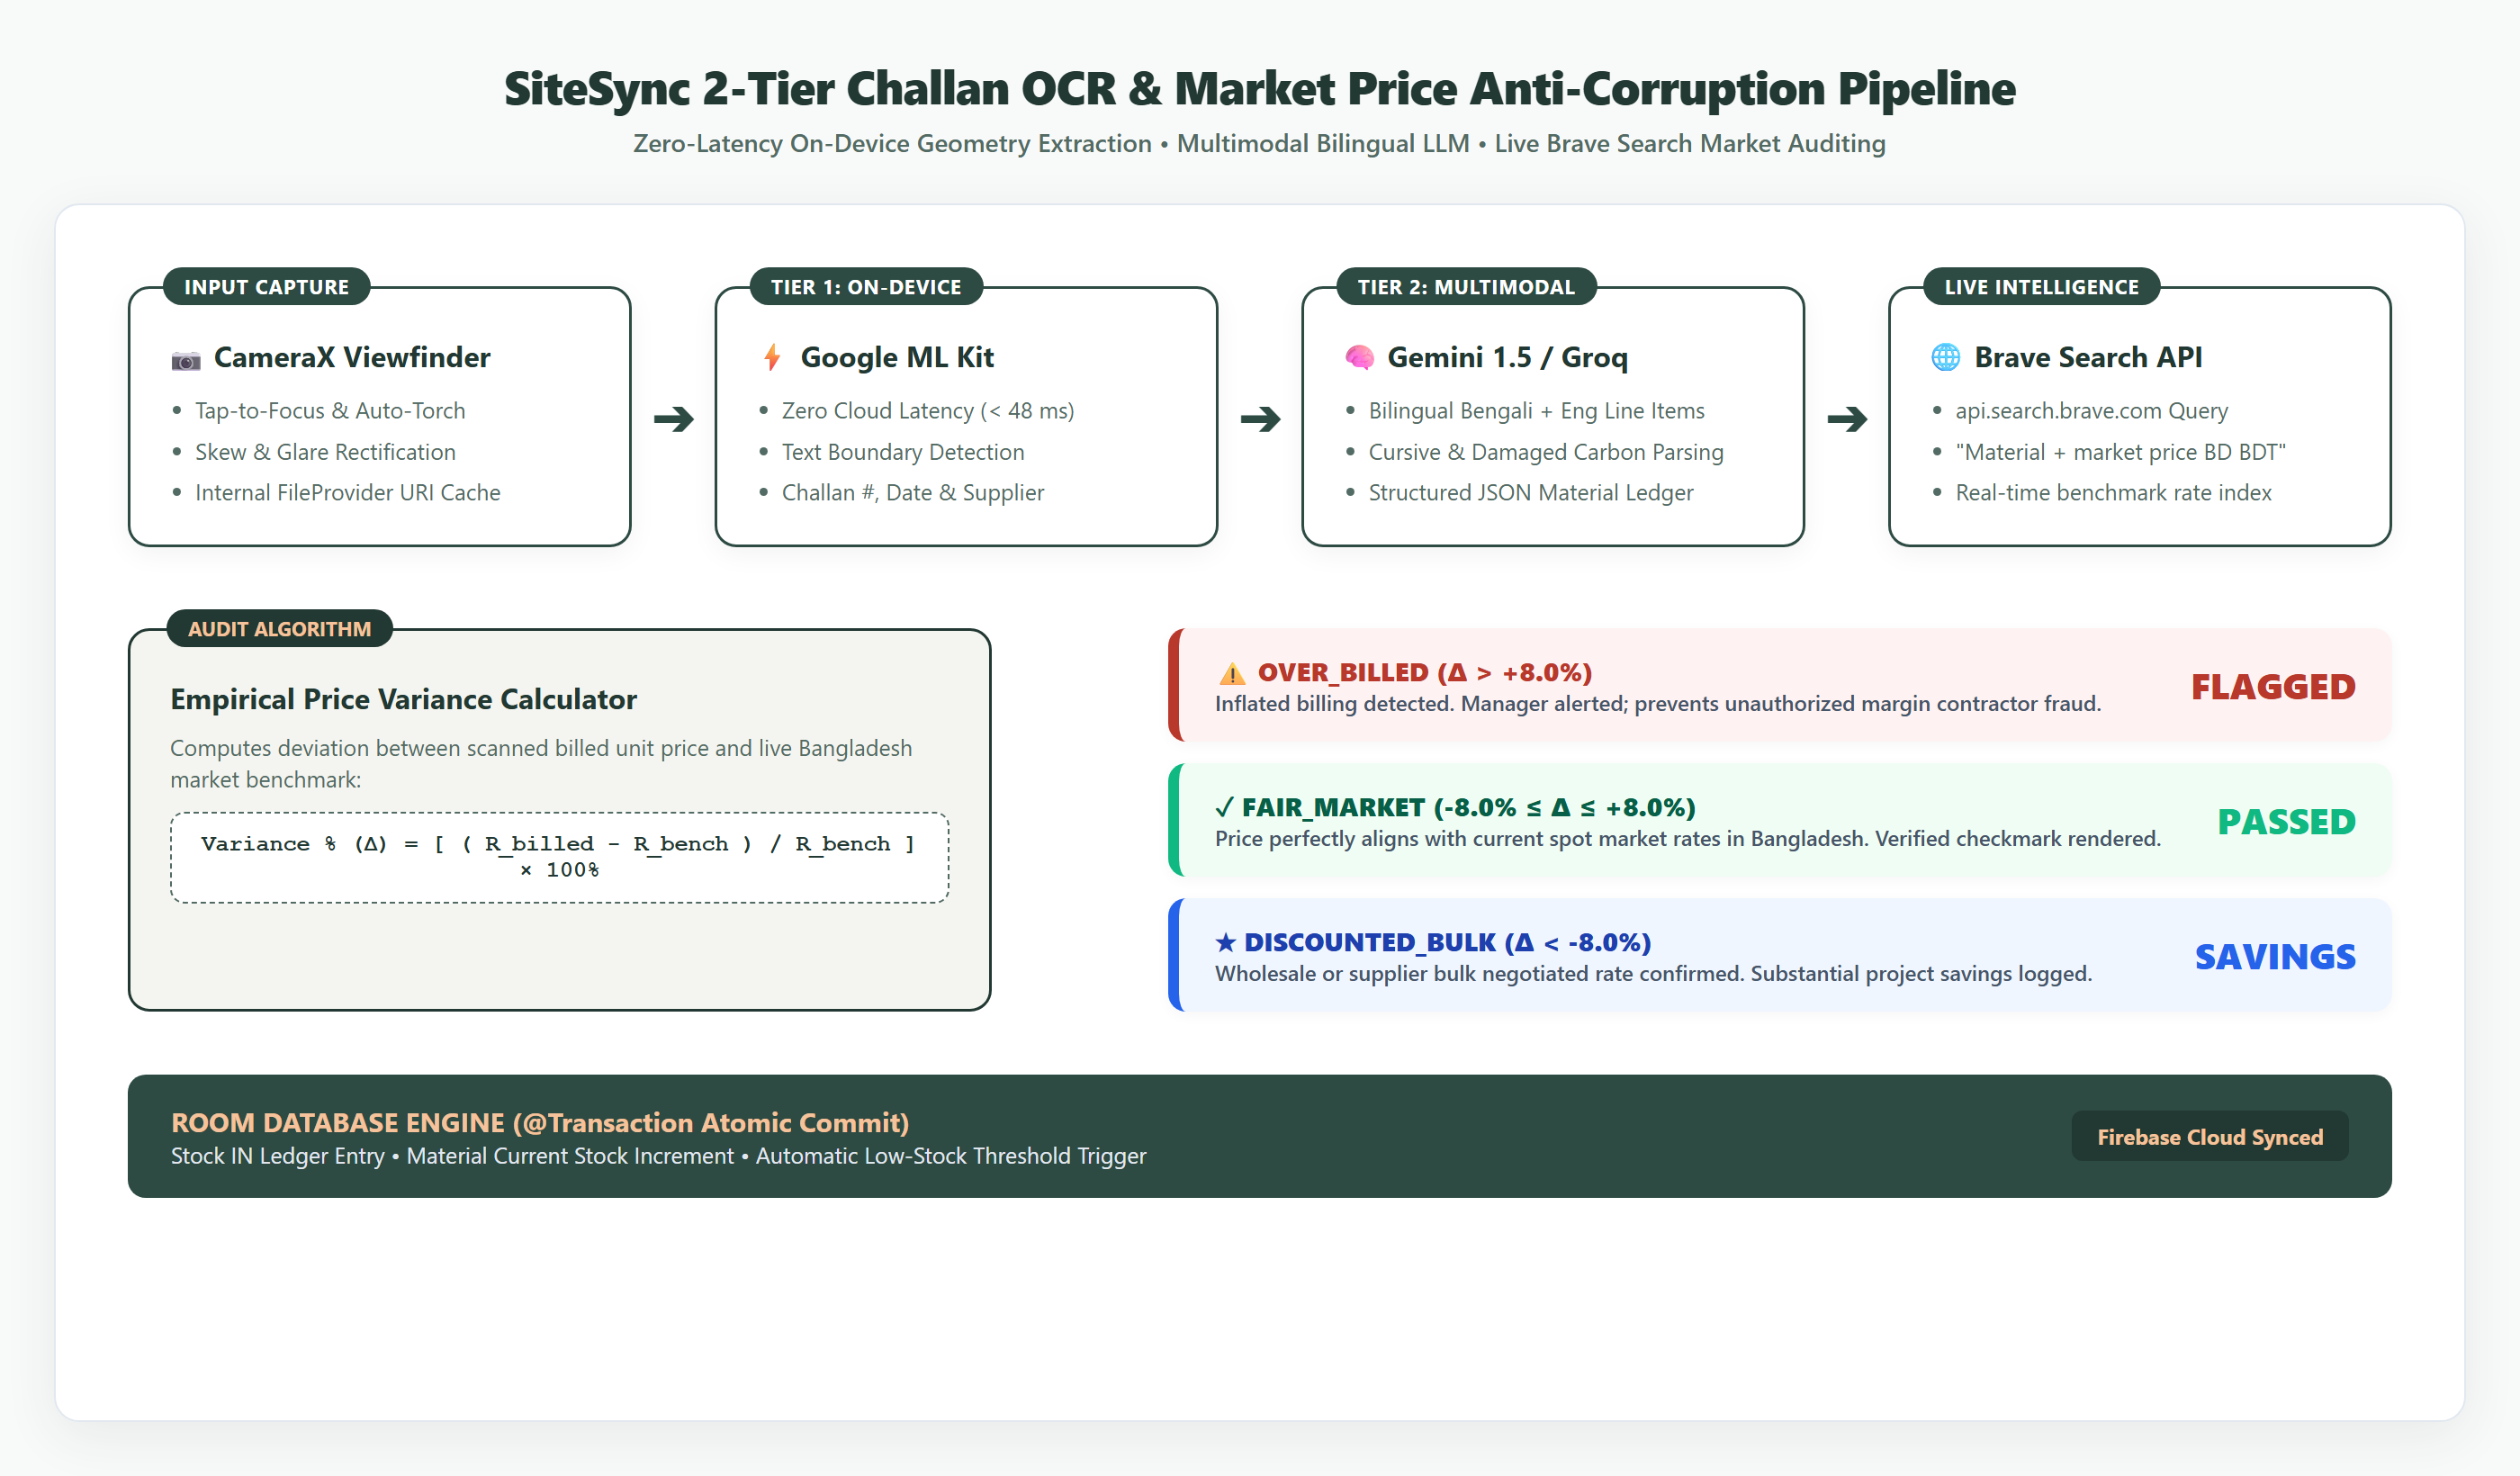 SiteSync 2-Tier Challan OCR & Market Price Anti-Corruption Pipeline
Zero-Latency On-Device Geometry Extraction • Multimodal Bilingual LLM • Live Brave Search Market Auditing
INPUT CAPTURE
📷 CameraX Viewfinder
• Tap-to-Focus & Auto-Torch
• Skew & Glare Rectification
• Internal FileProvider URI Cache
➔
TIER 1: ON-DEVICE
⚡ Google ML Kit
• Zero Cloud Latency (< 48 ms)
• Text Boundary Detection
• Challan #, Date & Supplier
➔
TIER 2: MULTIMODAL
🧠 Gemini 1.5 / Groq
• Bilingual Bengali + Eng Line Items
• Cursive & Damaged Carbon Parsing
• Structured JSON Material Ledger
➔
LIVE INTELLIGENCE
🌐 Brave Search API
• api.search.brave.com Query
• "Material + market price BD BDT"
• Real-time benchmark rate index
AUDIT ALGORITHM
Empirical Price Variance Calculator
Computes deviation between scanned billed unit price and live Bangladesh
market benchmark:
Variance % (Δ) = [ ( R_billed - R_bench ) / R_bench ]
× 100%
⚠️ OVER_BILLED (Δ > +8.0%)
Inflated billing detected. Manager alerted; prevents unauthorized margin contractor fraud.
FLAGGED
✓ FAIR_MARKET (-8.0% ≤ Δ ≤ +8.0%)
Price perfectly aligns with current spot market rates in Bangladesh. Verified checkmark rendered.
PASSED
★ DISCOUNTED_BULK (Δ < -8.0%)
Wholesale or supplier bulk negotiated rate confirmed. Substantial project savings logged.
SAVINGS
ROOM DATABASE ENGINE (@Transaction Atomic Commit)
Stock IN Ledger Entry • Material Current Stock Increment • Automatic Low-Stock Threshold Trigger
Firebase Cloud Synced